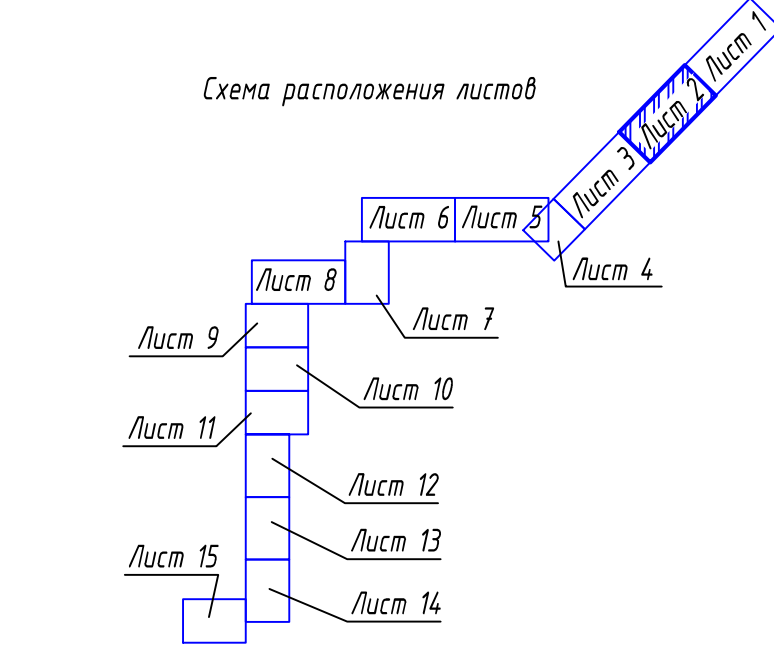 Схема расположения листов
Лист 1
Лист 2
Лист 3
Лист 6
Лист 5
Лист 4
Лист 8
Лист 7
Лист 9
Лист 10
Лист 11
Лист 12
Лист 13
Лист 15
Лист 14